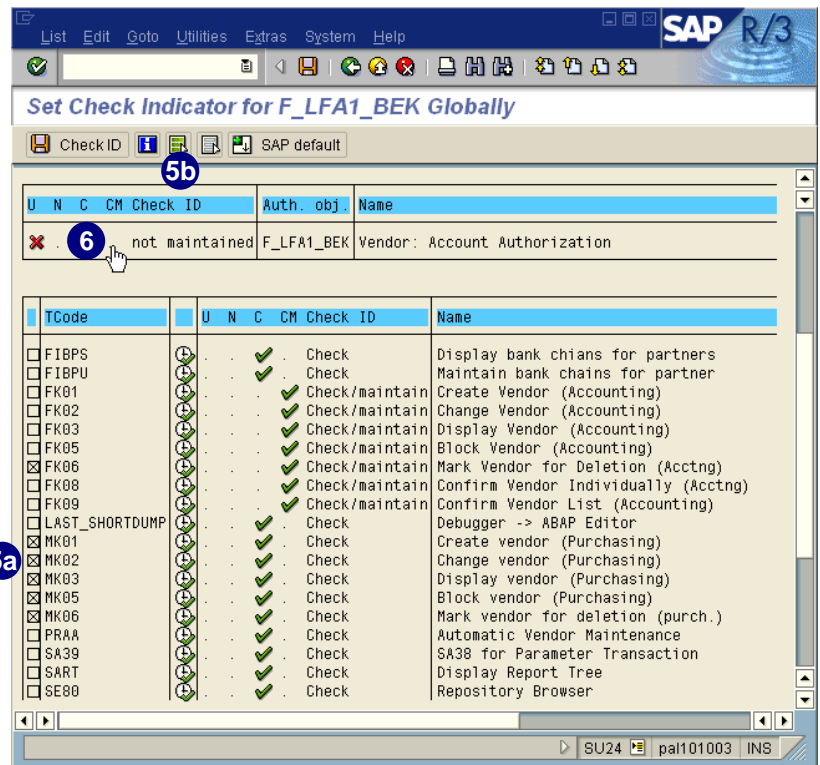 List Edit Goto Utilities Extras System Help
SAP R/3
Set Check Indicator for F_LFA1_BEK Globally
Check ID SAP default
5b
U N C CM Check ID Auth. obj. Name
. 6 . not maintained F_LFA1_BEK Vendor: Account Authorization
TCode U N C CM Check ID Name
FIBPS . . . Check Display bank chians for partners
FIBPU . . . Check Maintain bank chains for partner
FK01 . . . Check/maintain Create Vendor (Accounting)
FK02 . . . Check/maintain Change Vendor (Accounting)
FK03 . . . Check/maintain Display Vendor (Accounting)
FK05 . . . Check/maintain Block Vendor (Accounting)
FK06 . . . Check/maintain Mark Vendor for Deletion (Acctng)
FK08 . . . Check/maintain Confirm Vendor Individually (Acctng)
FK09 . . . Check/maintain Confirm Vendor List (Accounting)
LAST_SHORTDUMP . . . Check Debugger -> ABAP Editor
MK01 . . . Check Create vendor (Purchasing)
5a MK02 . . . Check Change vendor (Purchasing)
MK03 . . . Check Display vendor (Purchasing)
MK05 . . . Check Block vendor (Purchasing)
MK06 . . . Check Mark vendor for deletion (purch.)
PRAA . . . Check Automatic Vendor Maintenance
SA39 . . . Check SA38 for Parameter Transaction
SART . . . Check Display Report Tree
SE80 . . . Check Repository Browser
SU24 pal101003 INS